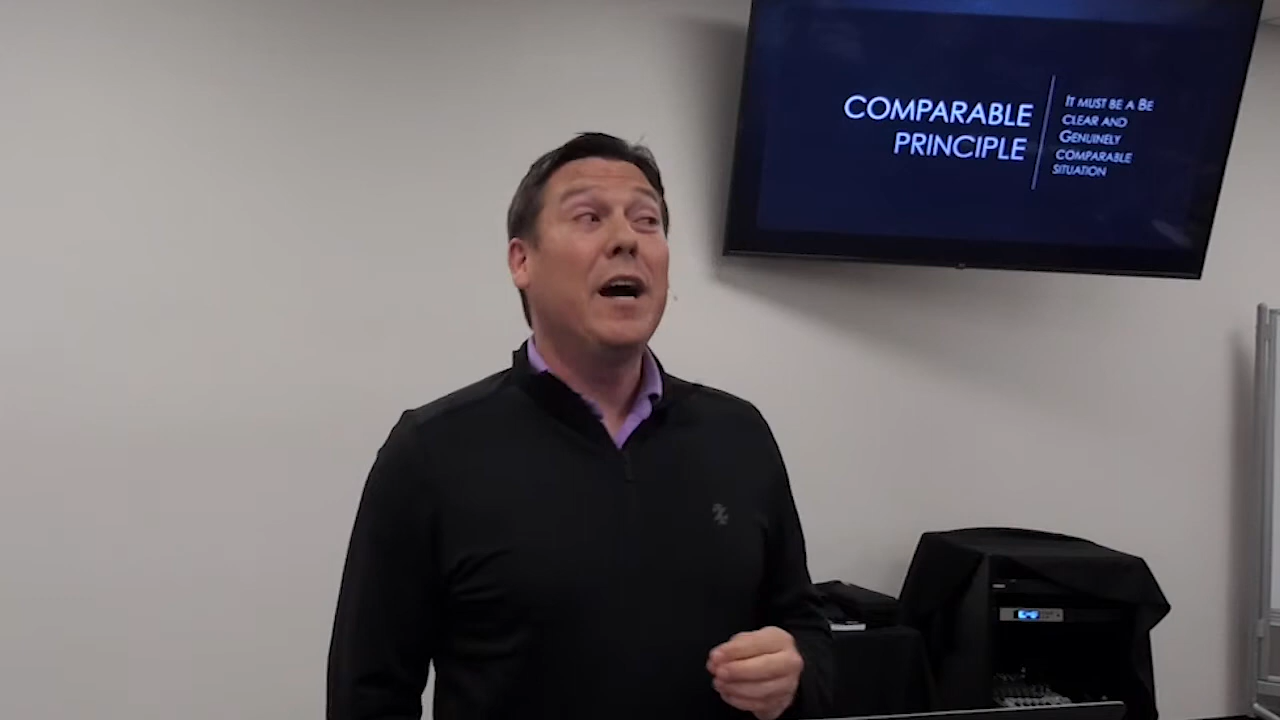 COMPARABLE
PRINCIPLE
IT MUST BE A BE
CLEAR AND
GENUINELY
COMPARABLE
SITUATION